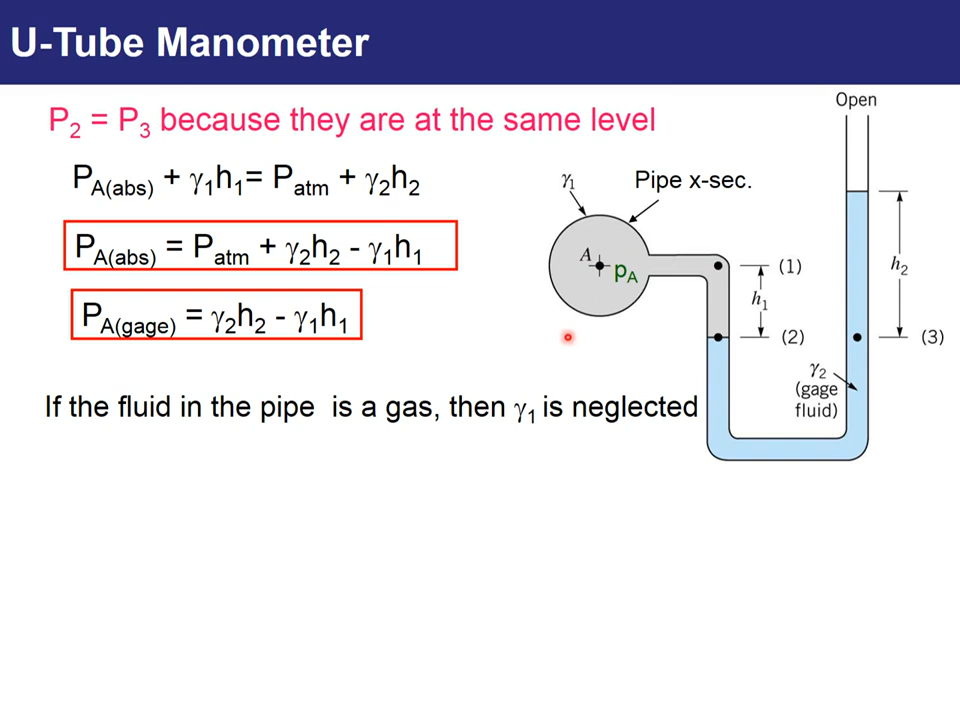 U-Tube Manometer
P2 = P3 because they are at the same level
PA(abs) + γ1h1= Patm + γ2h2
PA(abs) = Patm + γ2h2 - γ1h1
PA(gage) = γ2h2 - γ1h1
If the fluid in the pipe is a gas, then γ1 is neglected
Open
γ1
Pipe x-sec.
A
pA
(1)
h1
h2
(2)
(3)
γ2
(gage
fluid)